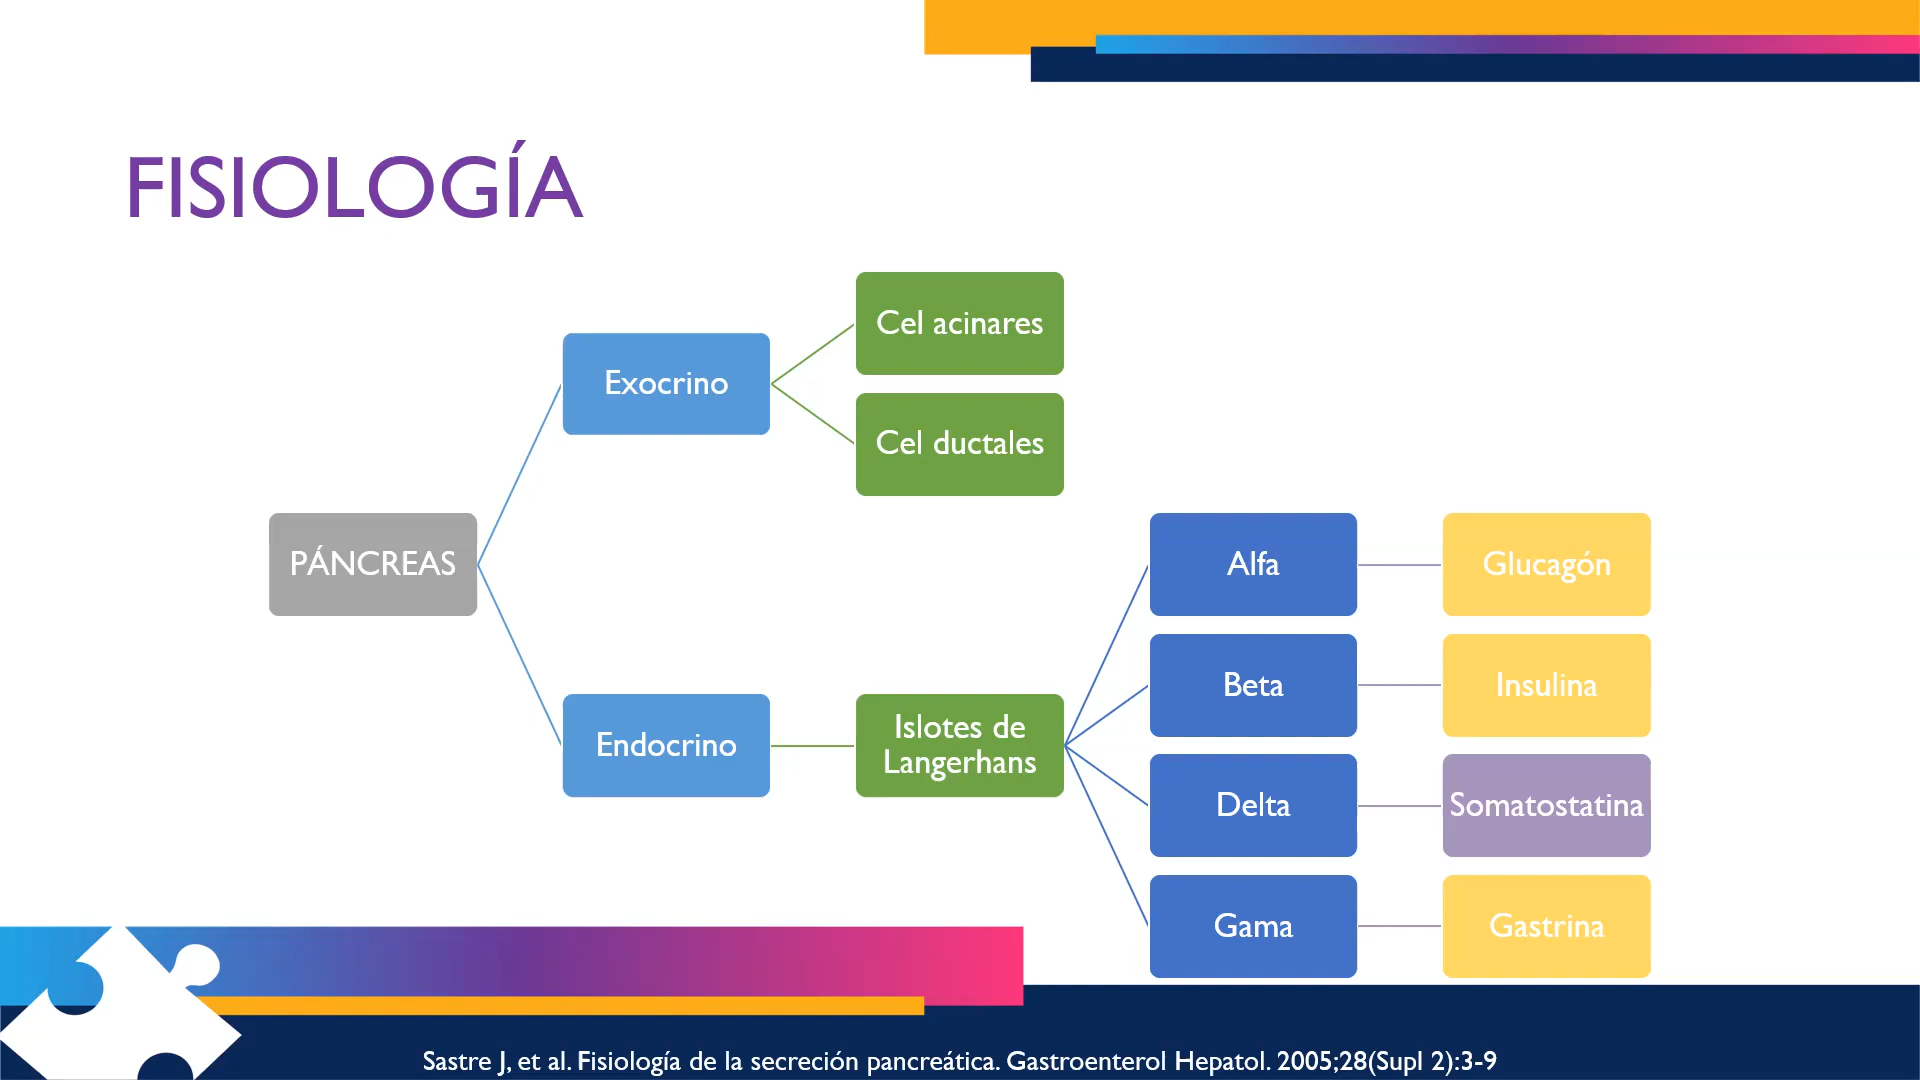 FISIOLOGÍA
PÁNCREAS
Exocrino
Cel acinares
Cel ductales
Endocrino
Islotes de
Langerhans
Alfa
Glucagón
Beta
Insulina
Delta
Somatostatina
Gama
Gastrina
Sastre J, et al. Fisiología de la secreción pancreática. Gastroenterol Hepatol. 2005;28(Supl 2):3-9